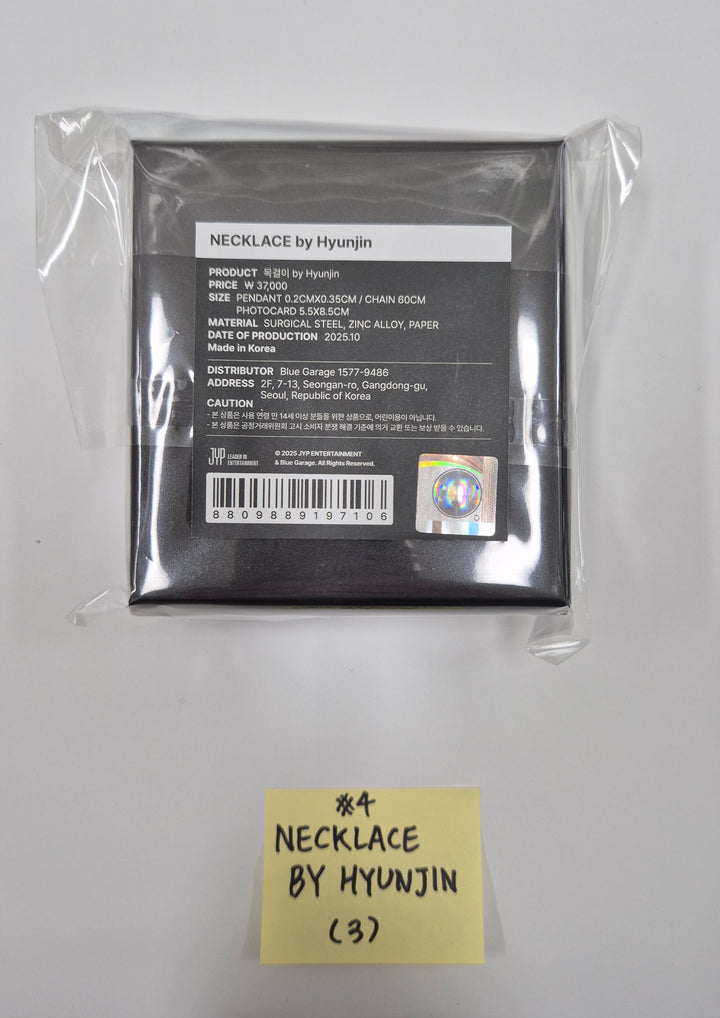 NECKLACE by Hyunjin
PRODUCT 목걸이 by Hyunjin
PRICE ₩ 37,000
SIZE PENDANT 0.2CMX0.35CM / CHAIN 60CM
PHOTOCARD 5.5X8.5CM
MATERIAL SURGICAL STEEL, ZINC ALLOY, PAPER
DATE OF PRODUCTION 2025.10
Made in Korea
DISTRIBUTOR Blue Garage 1577-9486
ADDRESS 2F, 7-13, Seongan-ro, Gangdong-gu,
Seoul, Republic of Korea
CAUTION
- 본 상품은 사용 연령 만 14세 이상 분들을 위한 상품으로, 어린이용이 아닙니다.
- 본 상품은 공정거래위원회 고시 소비자 분쟁 해결 기준에 의거 교환 또는 보상 받을 수 있습니다.
JYP LEADER IN
ENTERTAINMENT
© 2025 JYP ENTERTAINMENT
& Blue Garage. All Rights Reserved.
8809889197106
※4
NECKLACE
BY HYUNJIN
(3)